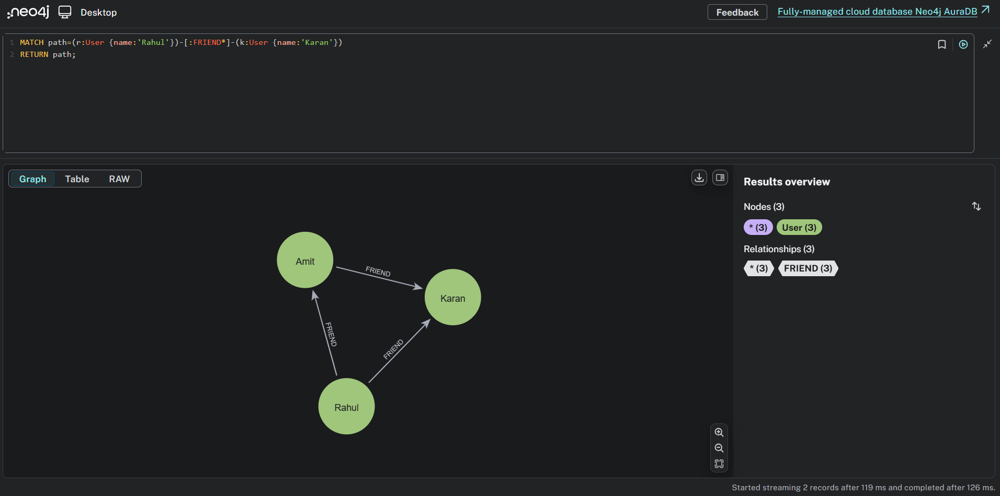 neo4j Desktop Feedback Fully-managed cloud database Neo4j AuraDB
1 MATCH path=(r:User {name:'Rahul'})-[:FRIEND*]-(k:User {name:'Karan'})
2 RETURN path;
Graph Table RAW
Results overview
Nodes (3)
* (3) User (3)
Relationships (3)
* (3) FRIEND (3)
Amit
FRIEND
Karan
FRIEND
FRIEND
Rahul
Started streaming 2 records after 119 ms and completed after 126 ms.